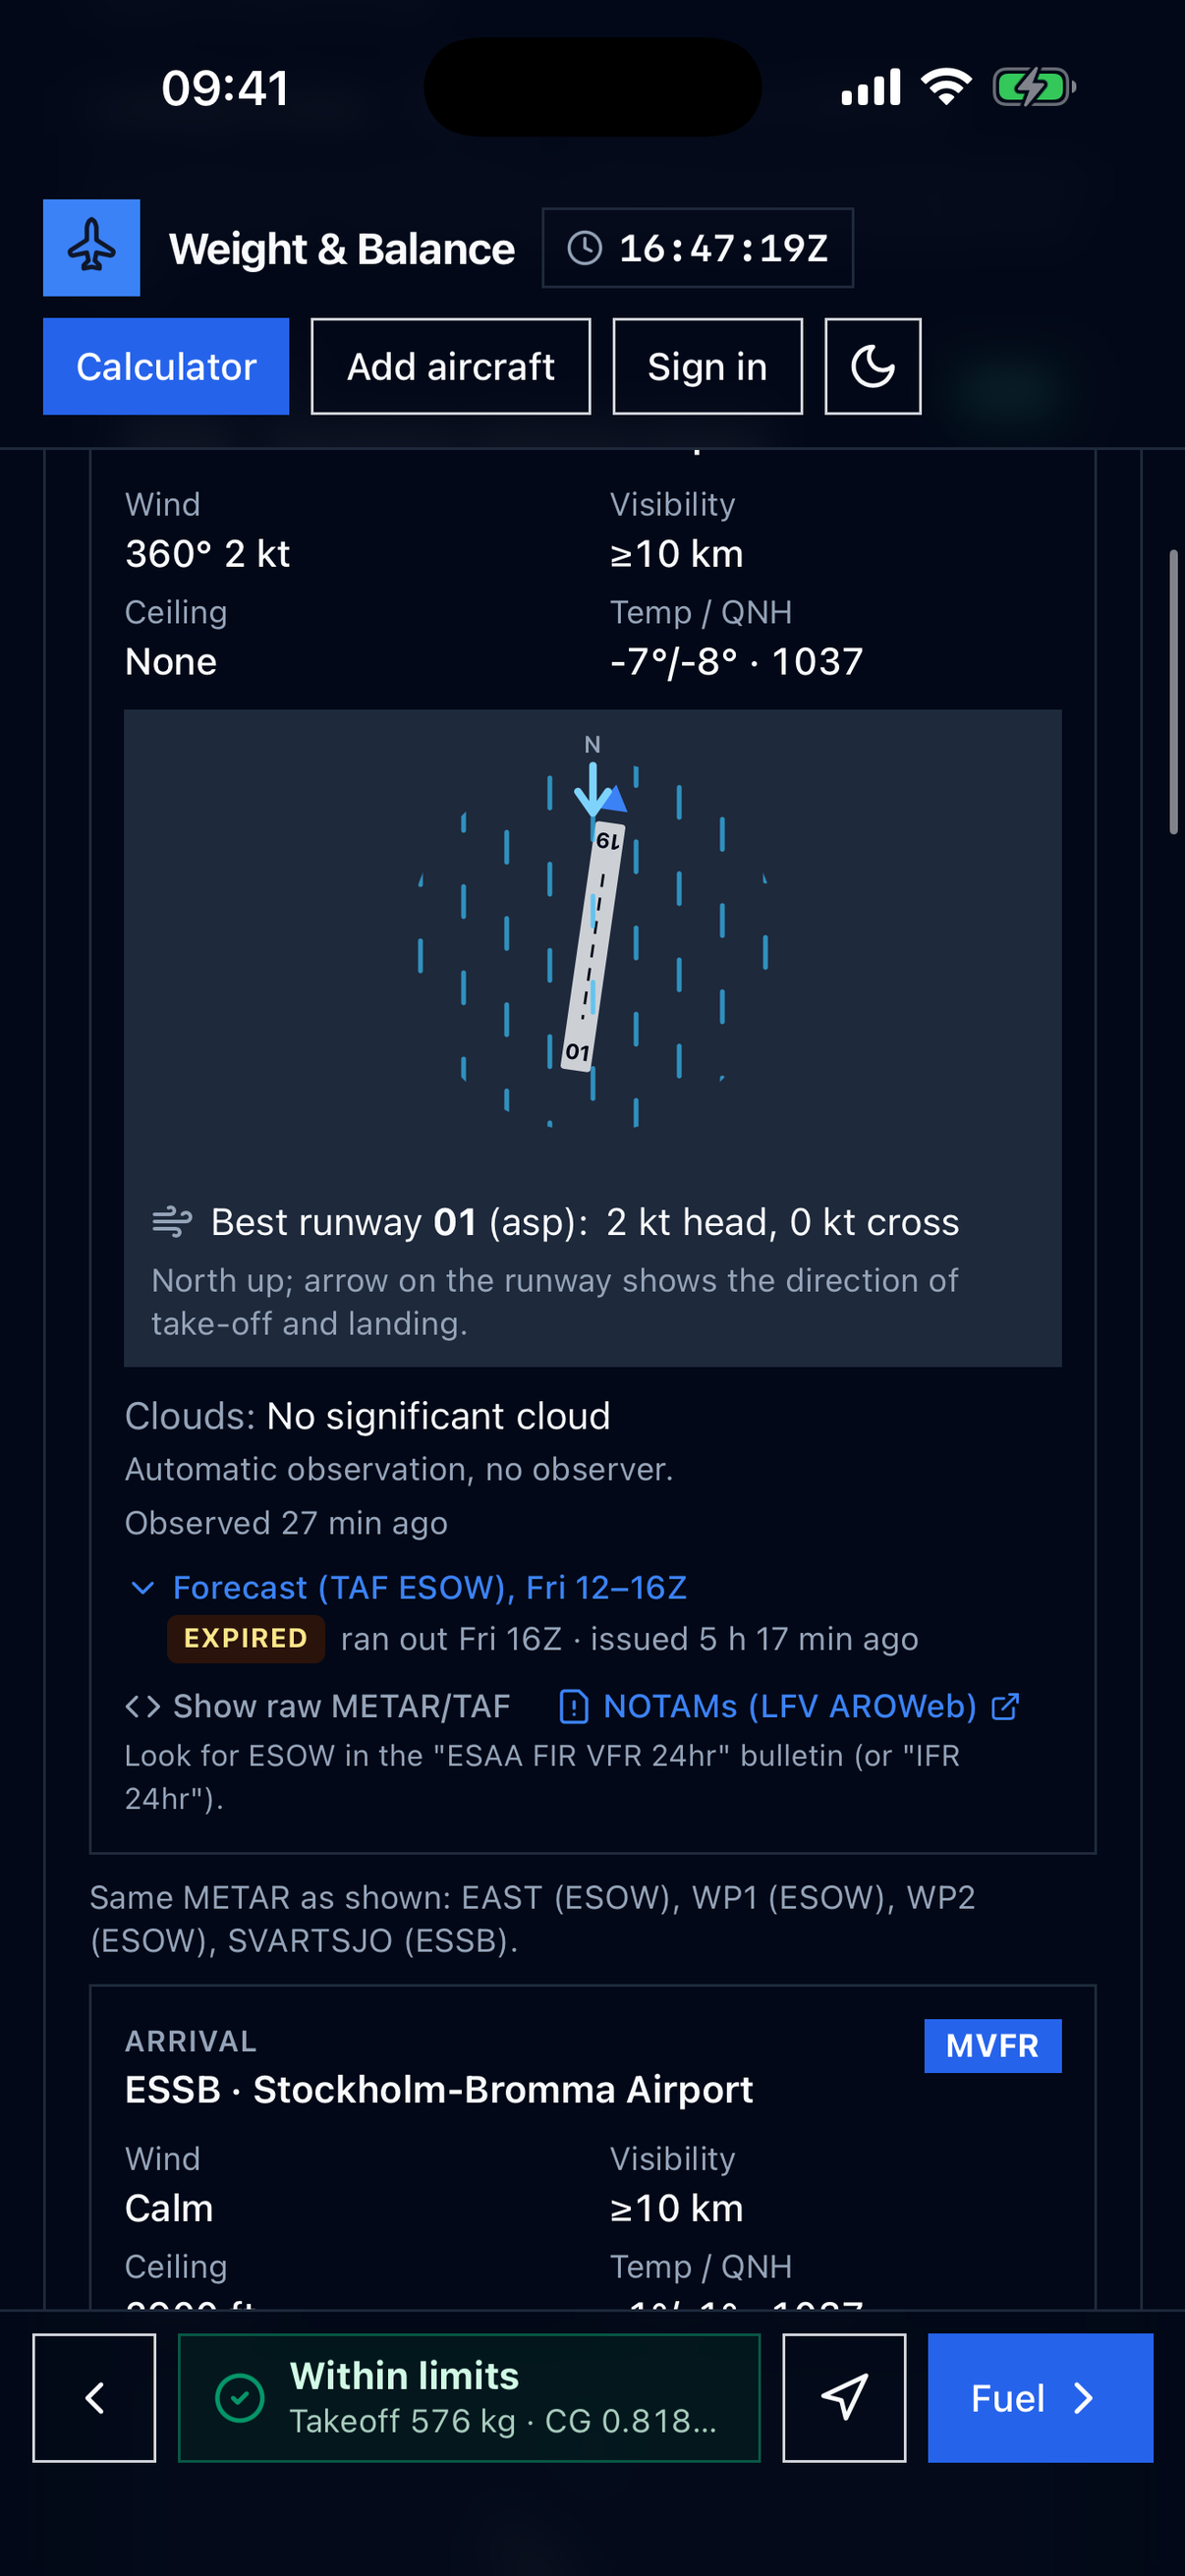 09:41
Weight & Balance
16:47:19Z
Calculator
Add aircraft
Sign in
Wind
Visibility
360° 2 kt
≥10 km
Ceiling
Temp / QNH
None
-7°/-8° · 1037
N
19
01
Best runway 01 (asp): 2 kt head, 0 kt cross
North up; arrow on the runway shows the direction of
take-off and landing.
Clouds: No significant cloud
Automatic observation, no observer.
Observed 27 min ago
Forecast (TAF ESOW), Fri 12–16Z
EXPIRED ran out Fri 16Z · issued 5 h 17 min ago
Show raw METAR/TAF
NOTAMs (LFV AROWeb)
Look for ESOW in the "ESAA FIR VFR 24hr" bulletin (or "IFR
24hr").
Same METAR as shown: EAST (ESOW), WP1 (ESOW), WP2
(ESOW), SVARTSJO (ESSB).
ARRIVAL
MVFR
ESSB · Stockholm-Bromma Airport
Wind
Visibility
Calm
≥10 km
Ceiling
Temp / QNH
Within limits
Takeoff 576 kg · CG 0.818...
Fuel